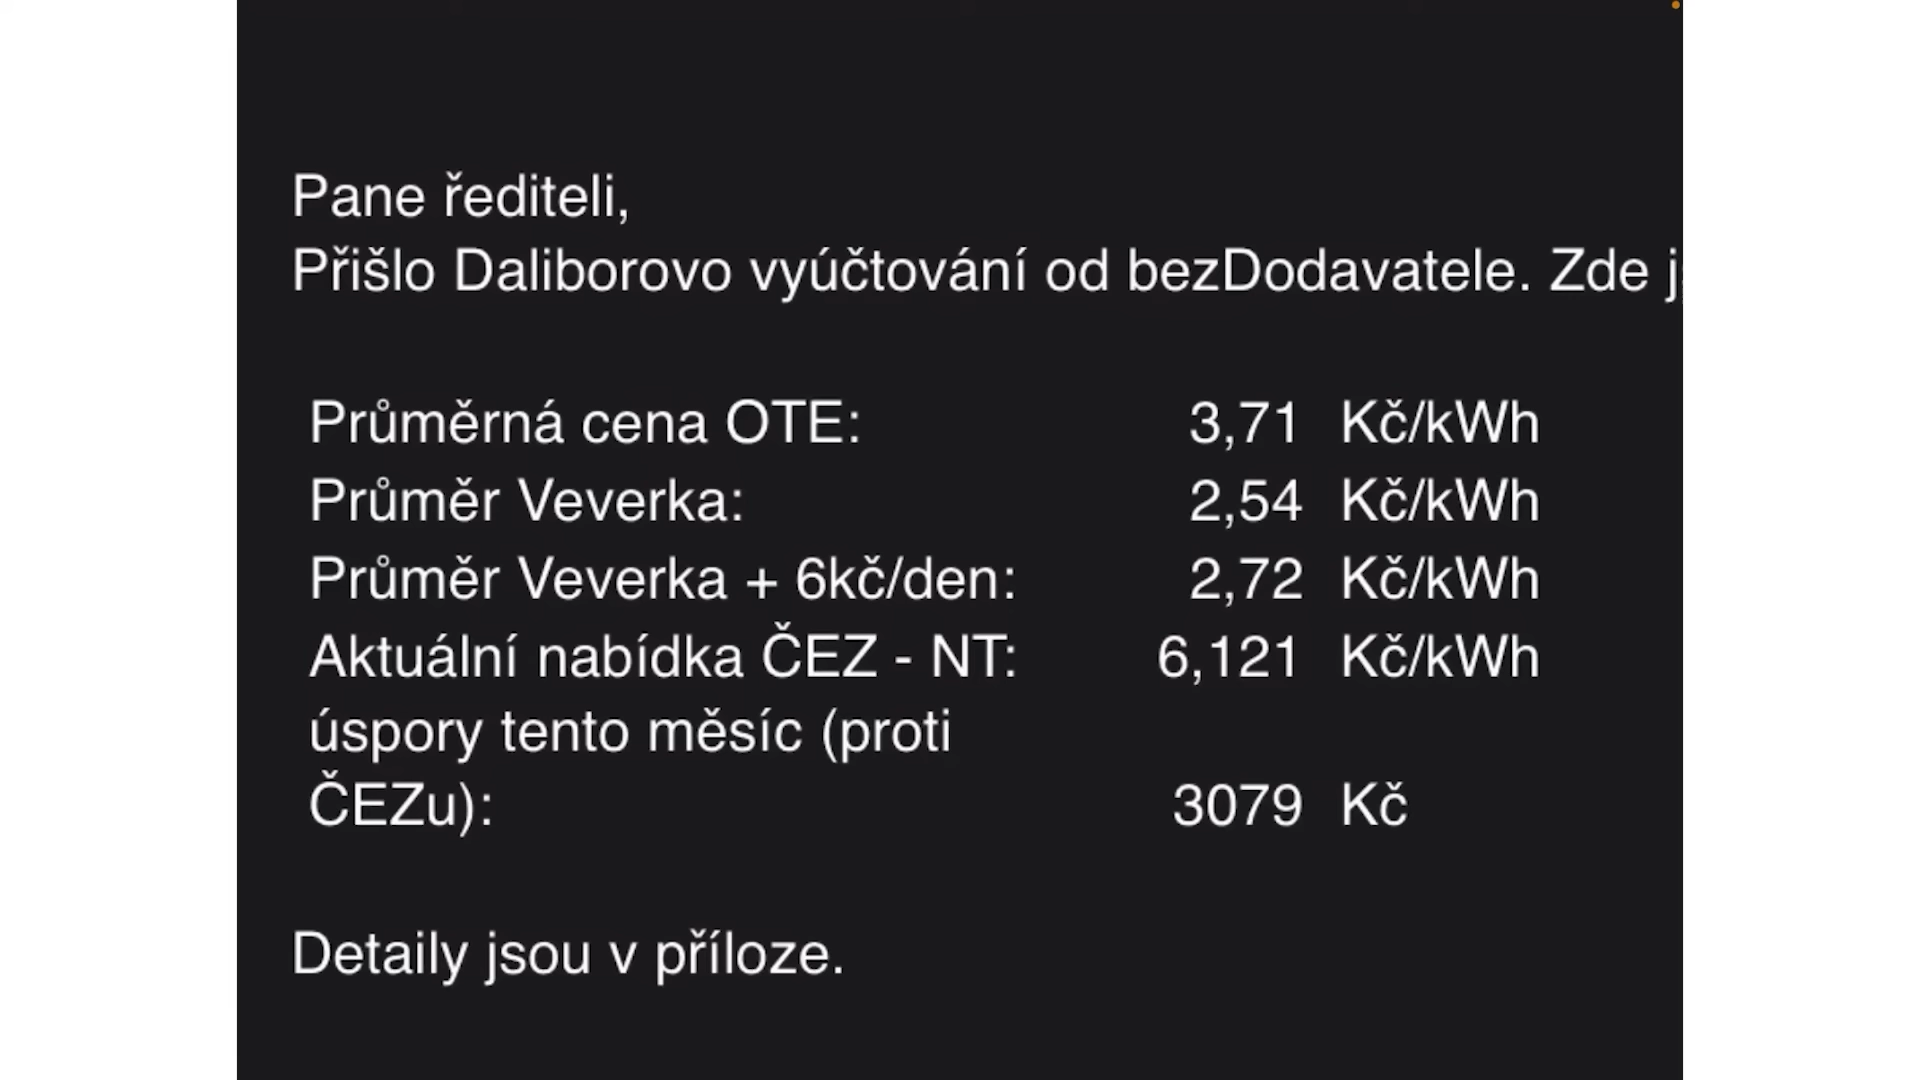 Pane řediteli,
Přišlo Daliborovo vyúčtování od bezDodavatele. Zde
Průměrná cena OTE: 3,71 Kč/kWh
Průměr Veverka: 2,54 Kč/kWh
Průměr Veverka + 6kč/den: 2,72 Kč/kWh
Aktuální nabídka ČEZ - NT: 6,121 Kč/kWh
úspory tento měsíc (proti
ČEZu): 3079 Kč
Detaily jsou v příloze.